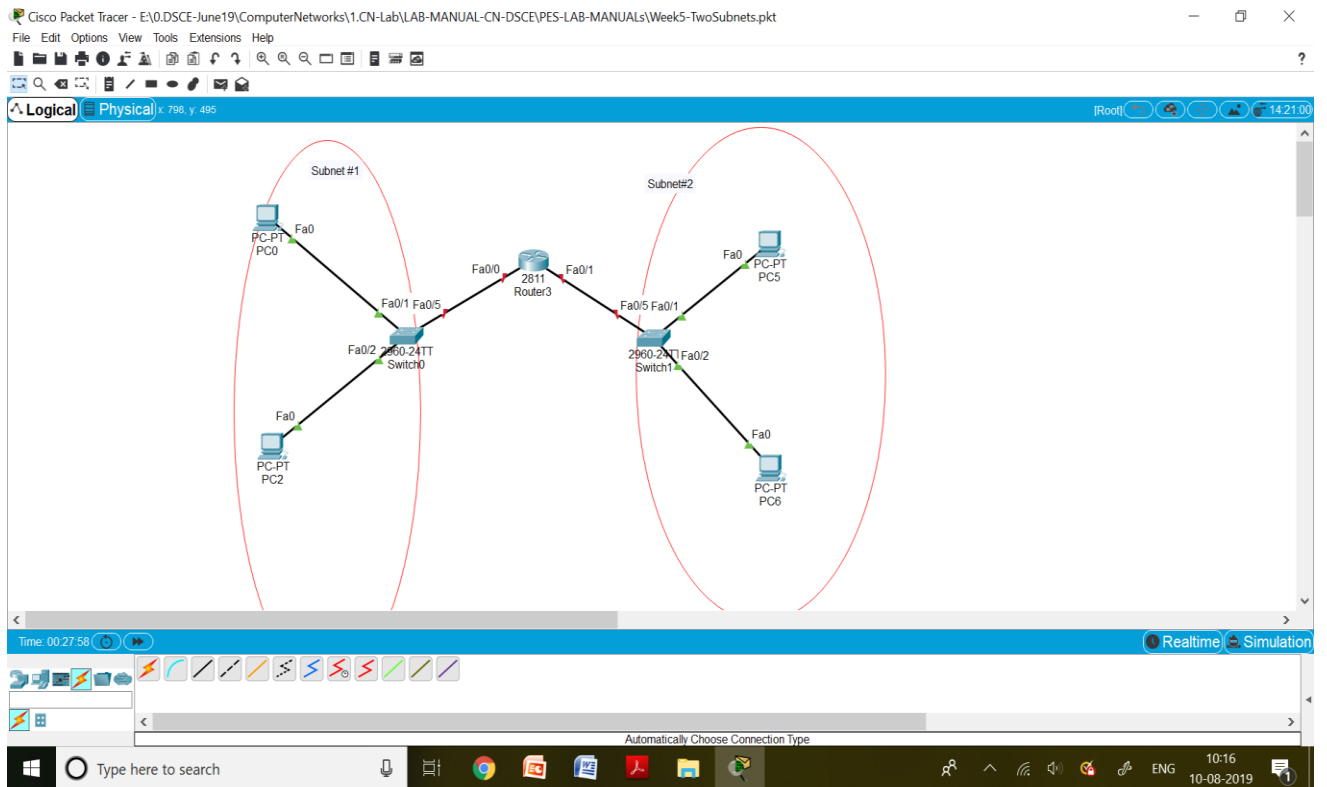 Cisco Packet Tracer - E:\0.DSCE-June19\ComputerNetworks\1.CN-Lab\LAB-MANUAL-CN-DSCE\PES-LAB-MANUALs\Week5-TwoSubnets.pkt
File Edit Options View Tools Extensions Help
?
Logical Physical x: 798, y: 495
[Root] 14:21:00
Subnet #1
Subnet#2
Fa0
PC-PT
PC0
Fa0
PC-PT
PC5
Fa0/0
Fa0/1
2811
Router3
Fa0/1 Fa0/5
Fa0/5 Fa0/1
Fa0/2 2960-24TT
Switch0
2960-24TT Fa0/2
Switch1
Fa0
PC-PT
PC2
Fa0
PC-PT
PC6
Time: 00:27:58
Realtime Simulation
Automatically Choose Connection Type
Type here to search
ENG
10:16
10-08-2019
1